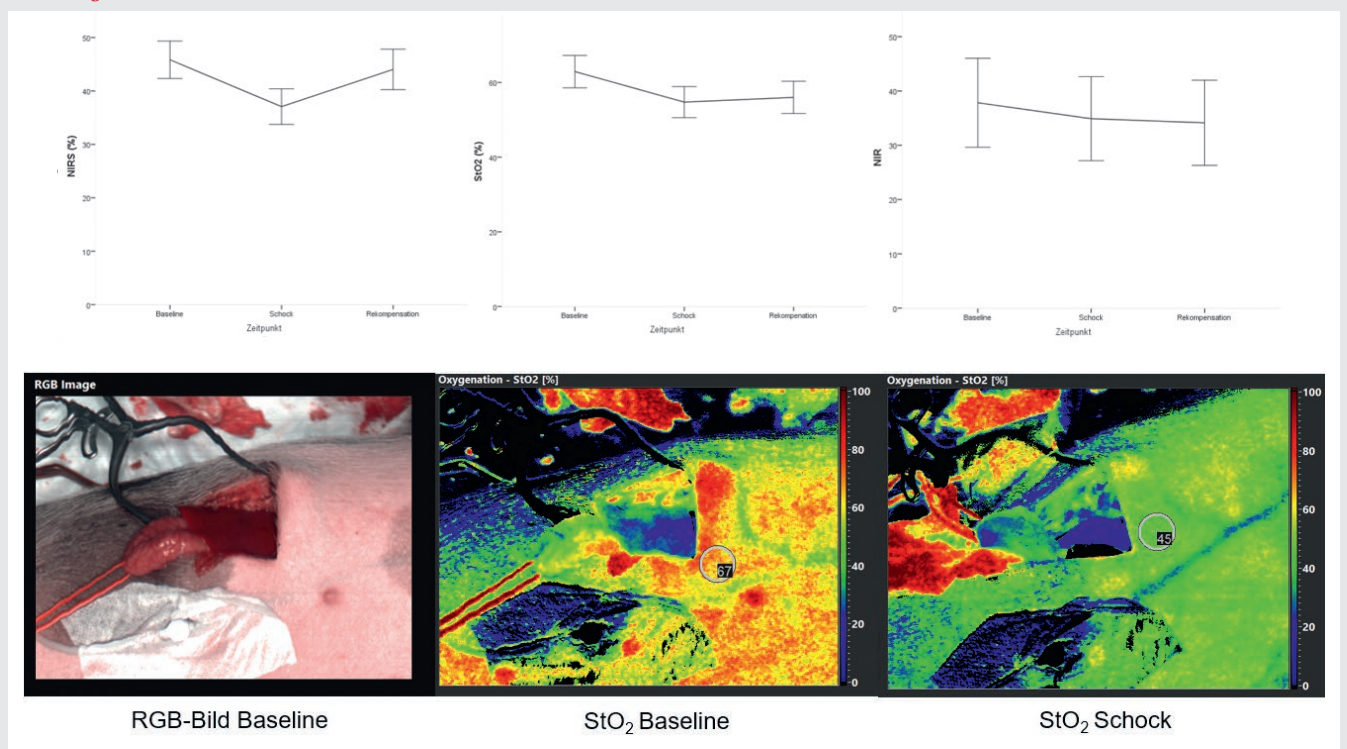 50
40
30
20
10
0
NIRS (%)
Baseline
Schock
Rekompensation
Zeitpunkt
60
40
20
0
StO2 (%)
Baseline
Schock
Rekompensation
Zeitpunkt
50
40
30
20
10
0
NIR
Baseline
Schock
Rekompensation
Zeitpunkt
RGB Image
Oxygenation - StO2 [%]
100
80
60
40
20
0
67
Oxygenation - StO2 [%]
100
80
60
40
20
0
45
RGB-Bild Baseline
StO₂ Baseline
StO₂ Schock